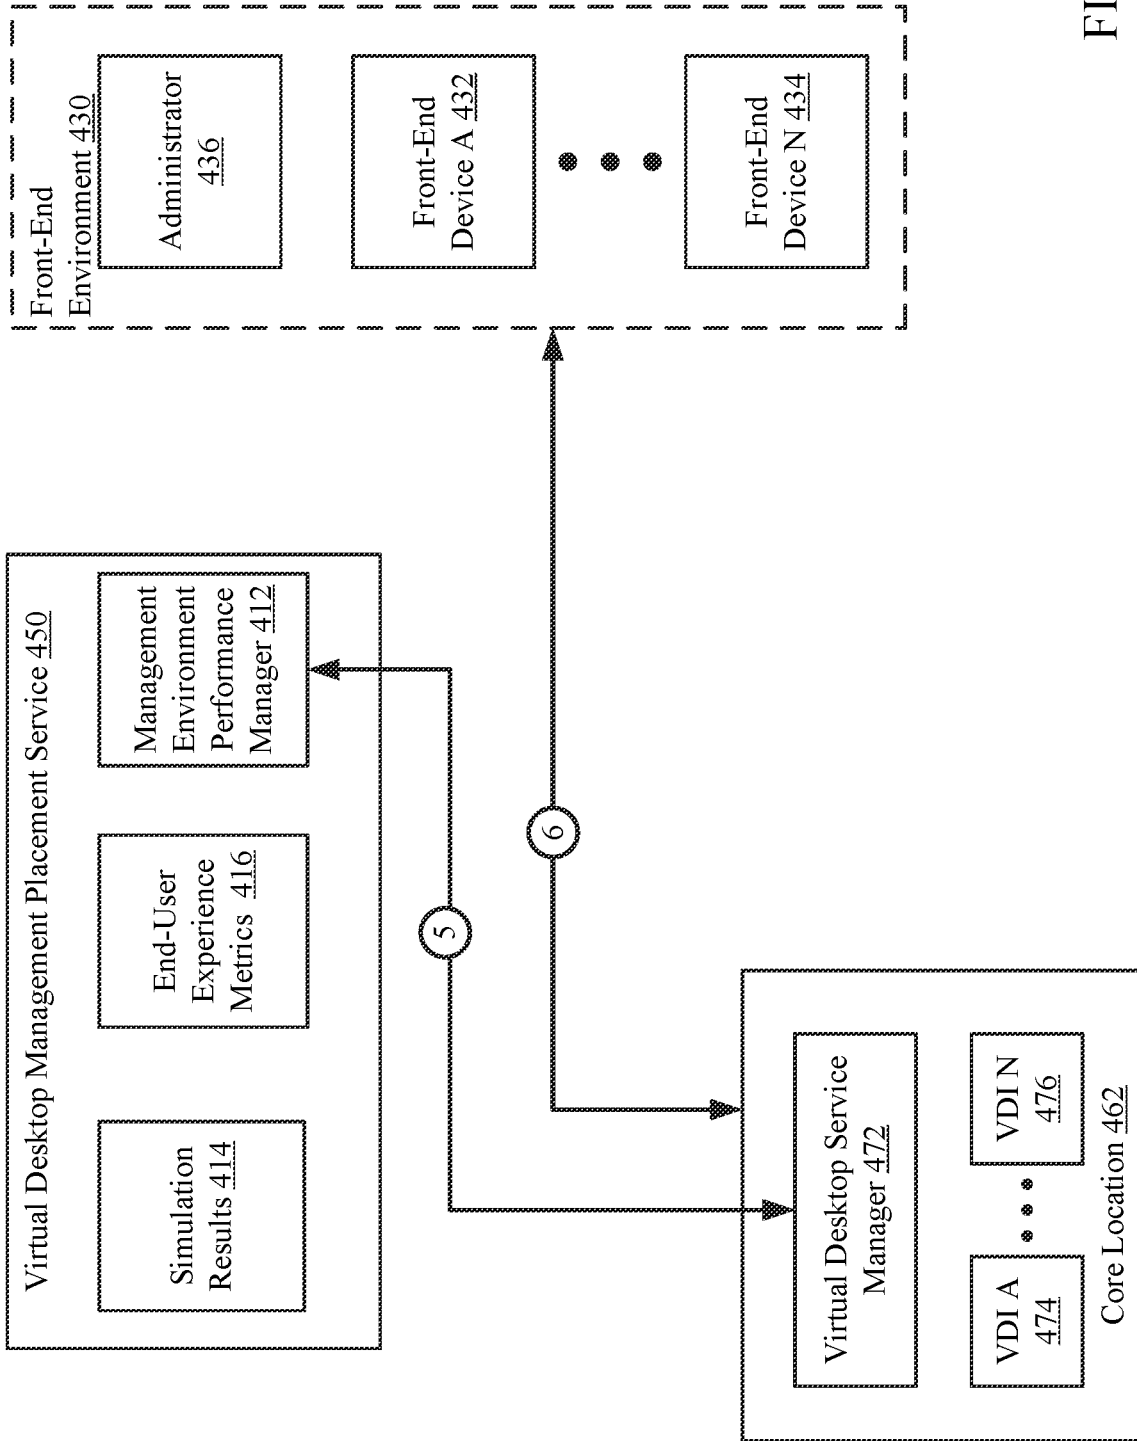 Virtual Desktop Management Placement Service 450
Simulation
Results 414
End-User
Experience
Metrics 416
Management
Environment
Performance
Manager 412
Front-End
Environment 430
Administrator
436
Front-End
Device A 432
Front-End
Device N 434
5
6
Virtual Desktop Service
Manager 472
VDI A
474
VDI N
476
Core Location 462